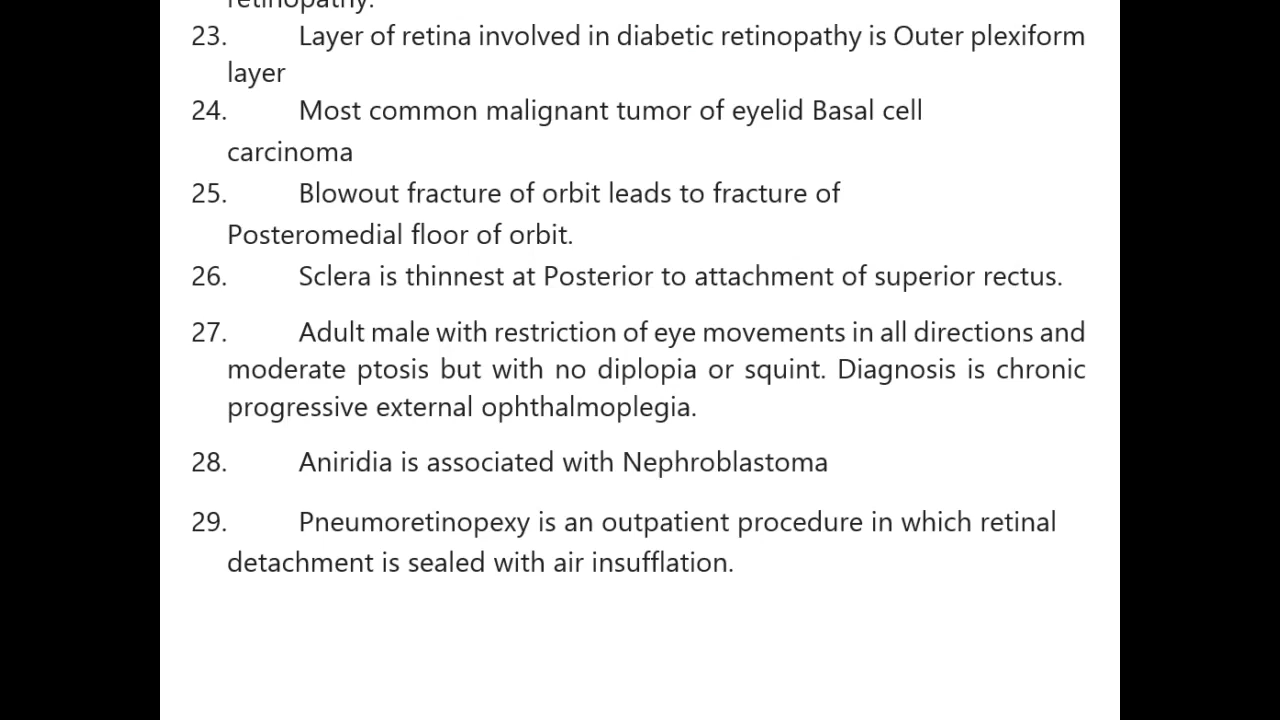 retinopathy.
23. Layer of retina involved in diabetic retinopathy is Outer plexiform
layer
24. Most common malignant tumor of eyelid Basal cell
carcinoma
25. Blowout fracture of orbit leads to fracture of
Posteromedial floor of orbit.
26. Sclera is thinnest at Posterior to attachment of superior rectus.
27. Adult male with restriction of eye movements in all directions and
moderate ptosis but with no diplopia or squint. Diagnosis is chronic
progressive external ophthalmoplegia.
28. Aniridia is associated with Nephroblastoma
29. Pneumoretinopexy is an outpatient procedure in which retinal
detachment is sealed with air insufflation.